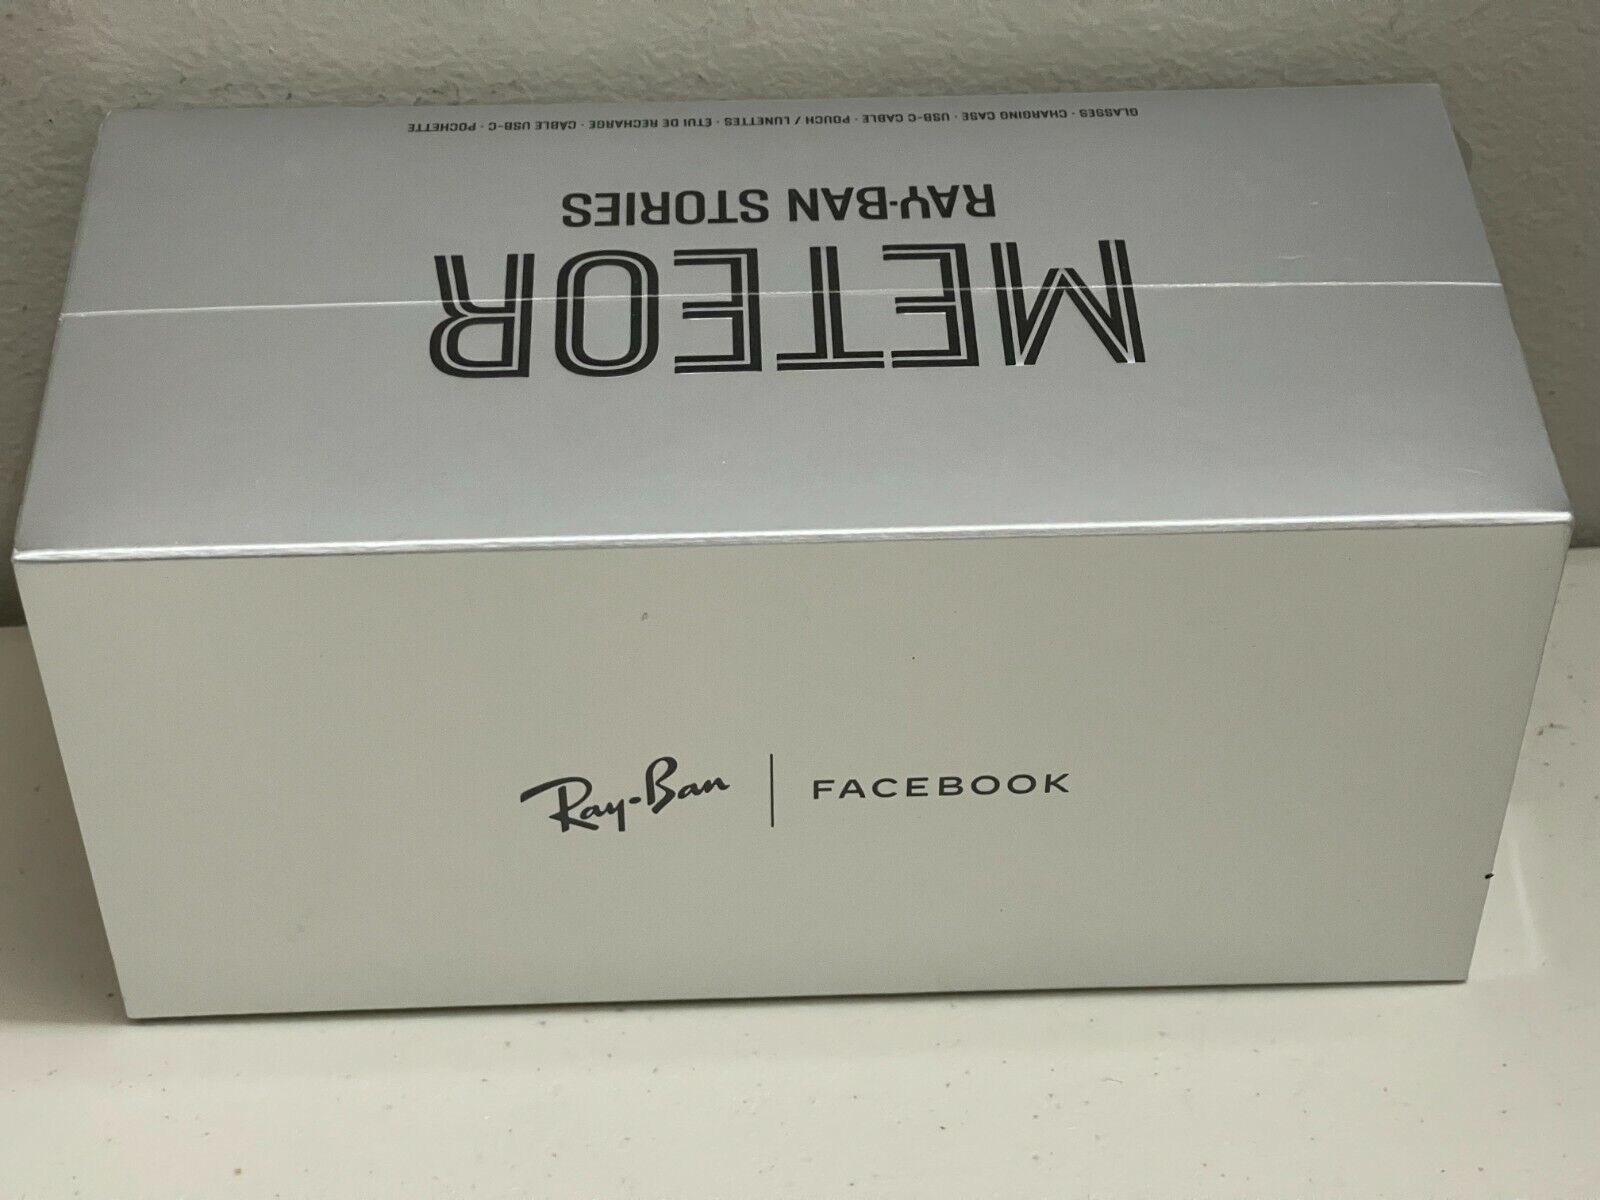 METEOR
RAY-BAN STORIES
GLASSES · CHARGING CASE · USB-C CABLE · POUCH / LUNETTES · ÉTUI DE RECHARGE · CÂBLE USB-C · POCHETTE
Ray-Ban | FACEBOOK